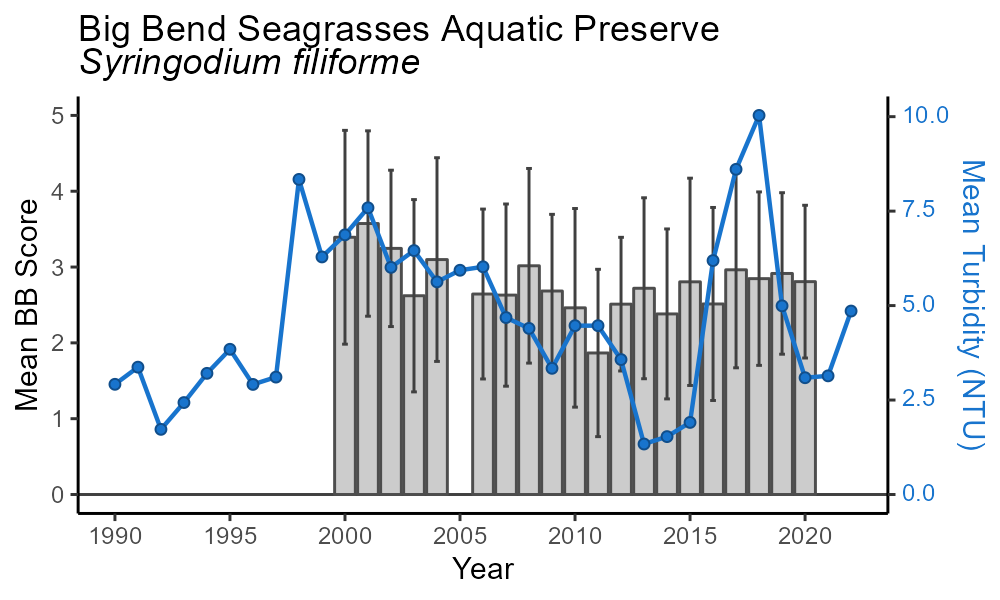 Big Bend Seagrasses Aquatic Preserve
Syringodium filiforme
Mean BB Score
5
4
3
2
1
0
10.0
7.5
5.0
2.5
0.0
Mean Turbidity (NTU)
1990 1995 2000 2005 2010 2015 2020
Year